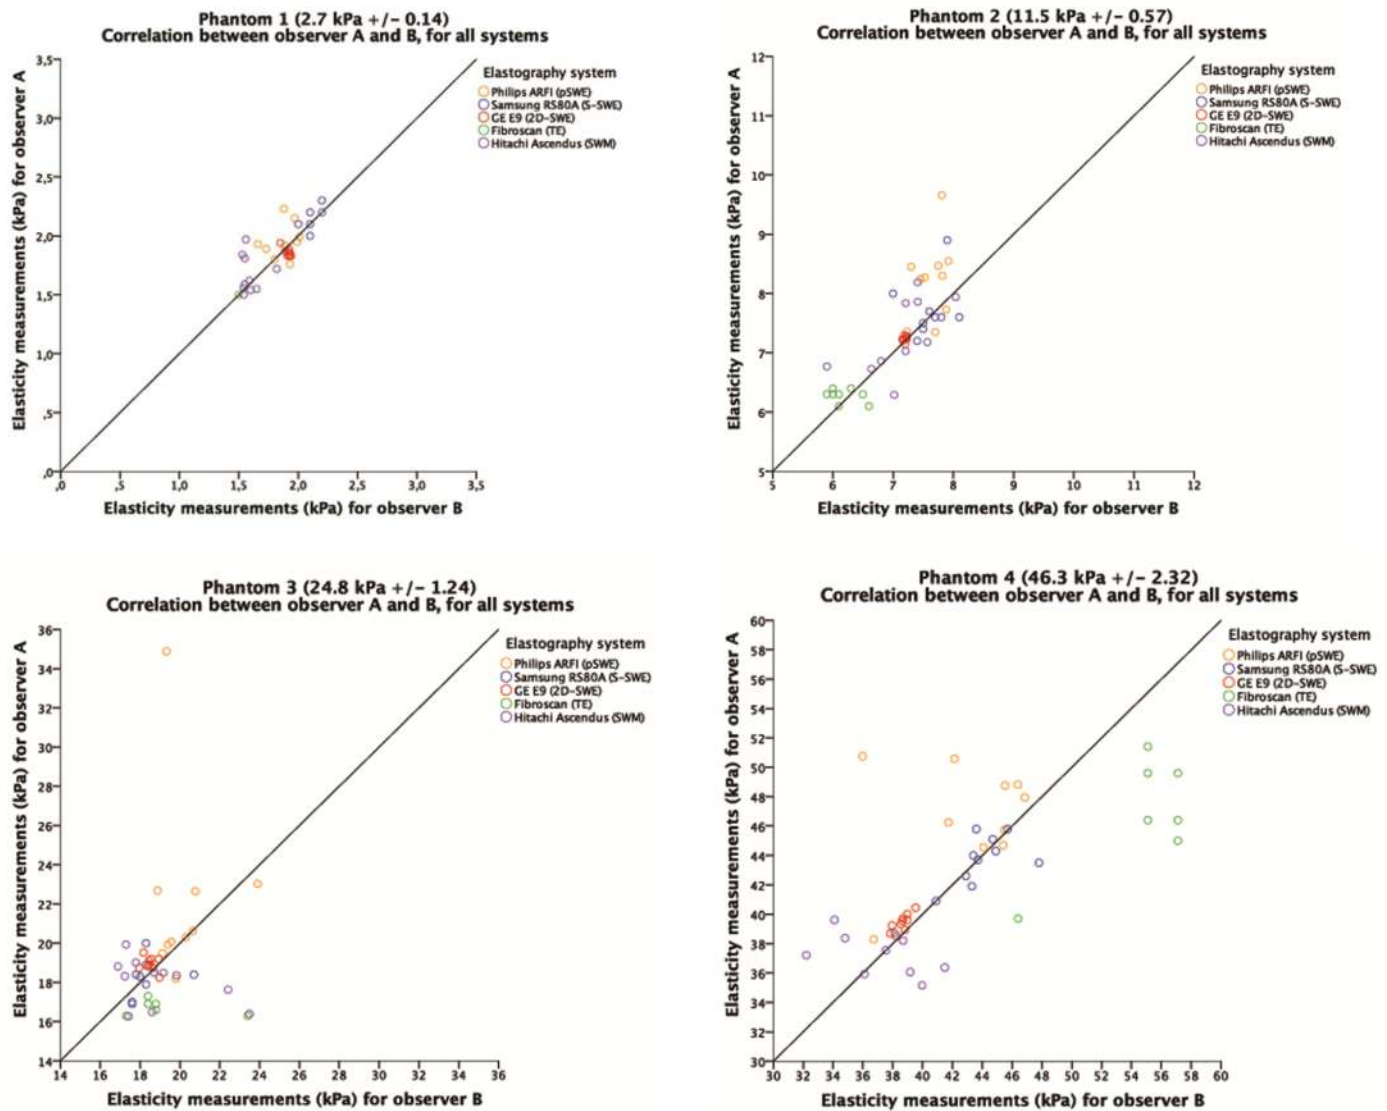 Phantom 1 (2.7 kPa +/- 0.14)
Correlation between observer A and B, for all systems
Elasticity measurements (kPa) for observer A
3,5
3,0
2,5
2,0
1,5
1,0
,5
,0
Elastography system
Philips ARFI (pSWE)
Samsung RS80A (S-SWE)
GE E9 (2D-SWE)
Fibroscan (TE)
Hitachi Ascendus (SWM)
,0 ,5 1,0 1,5 2,0 2,5 3,0 3,5
Elasticity measurements (kPa) for observer B
Phantom 2 (11.5 kPa +/- 0.57)
Correlation between observer A and B, for all systems
Elasticity measurements (kPa) for observer A
12
11
10
9
8
7
6
5
Elastography system
Philips ARFI (pSWE)
Samsung RS80A (S-SWE)
GE E9 (2D-SWE)
Fibroscan (TE)
Hitachi Ascendus (SWM)
5 6 7 8 9 10 11 12
Elasticity measurements (kPa) for observer B
Phantom 3 (24.8 kPa +/- 1.24)
Correlation between observer A and B, for all systems
Elasticity measurements (kPa) for observer A
36
34
32
30
28
26
24
22
20
18
16
14
Elastography system
Philips ARFI (pSWE)
Samsung RS80A (S-SWE)
GE E9 (2D-SWE)
Fibroscan (TE)
Hitachi Ascendus (SWM)
14 16 18 20 22 24 26 28 30 32 34 36
Elasticity measurements (kPa) for observer B
Phantom 4 (46.3 kPa +/- 2.32)
Correlation between observer A and B, for all systems
Elasticity measurements (kPa) for observer A
60
58
56
54
52
50
48
46
44
42
40
38
36
34
32
30
Elastography system
Philips ARFI (pSWE)
Samsung RS80A (S-SWE)
GE E9 (2D-SWE)
Fibroscan (TE)
Hitachi Ascendus (SWM)
30 32 34 36 38 40 42 44 46 48 50 52 54 56 58 60
Elasticity measurements (kPa) for observer B